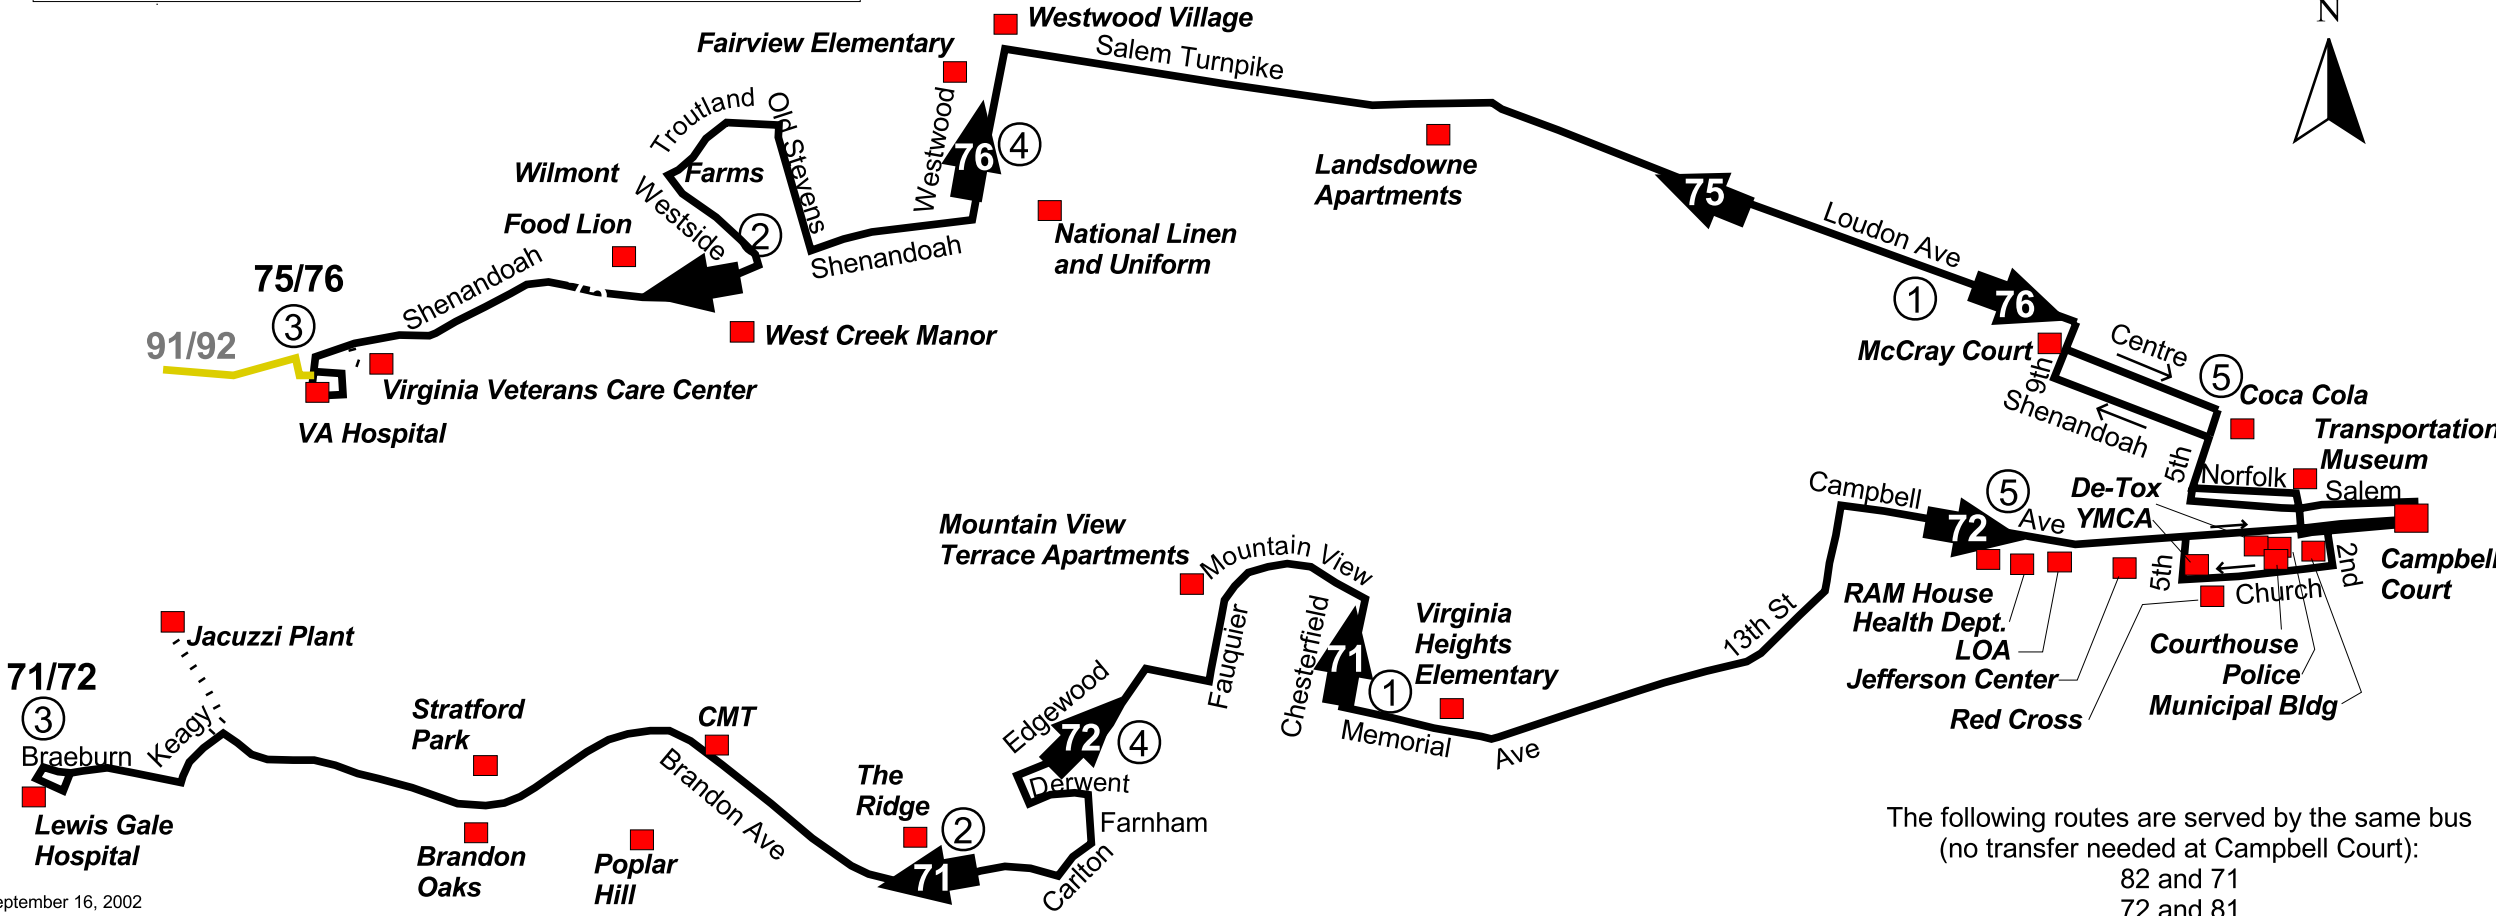 N
Westwood Village
Fairview Elementary
Salem Turnpike
Troutland
Old Stevens
Westwood
76
4
Landsdowne
Apartments
Wilmont
Farms
75
Westside
Food Lion
2
National Linen
and Uniform
Loudon Ave
Shenandoah
75/76
Shenandoah
3
76
1
91/92
West Creek Manor
McCray Court
Centre
5
9th
Coca Cola
Virginia Veterans Care Center
Shenandoah
VA Hospital
Transportation
Museum
5th
Norfolk
Salem
Campbell
5
De-Tox
YMCA
72
Ave
Mountain View
Terrace Apartments
Mountain View
Campbell
Court
5th
2nd
Church
RAM House
Health Dept.
LOA
Jefferson Center
Red Cross
Courthouse
Police
Municipal Bldg
Virginia
Heights
Elementary
13th St
Chesterfield
Fauquier
71
1
Memorial
Ave
Jacuzzi Plant
71/72
3
Braeburn
Keagy
Stratford
Park
CMT
Edgewood
72
4
Derwent
Brandon Ave
The
Ridge
2
Farnham
71
Carlton
Lewis Gale
Hospital
Brandon
Oaks
Poplar
Hill
The following routes are served by the same bus
(no transfer needed at Campbell Court):
82 and 71
72 and 81
eptember 16, 2002